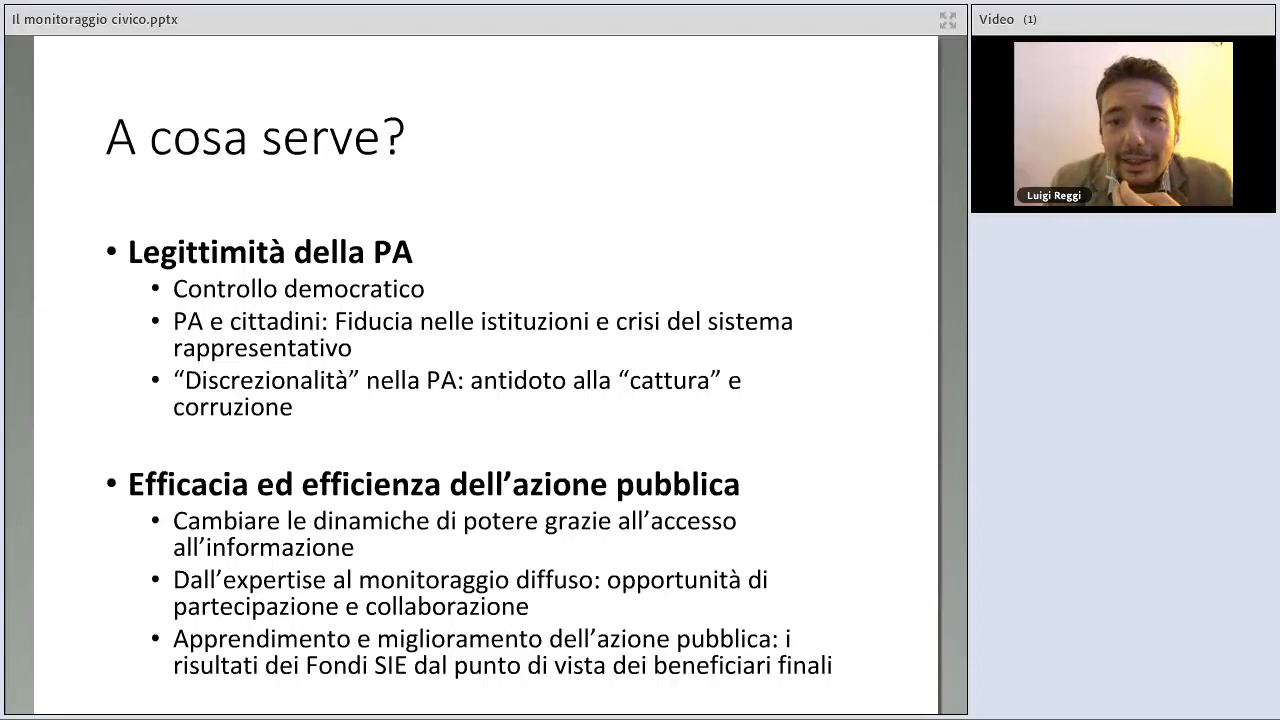 Il monitoraggio civico.pptx
Video (1)
Luigi Reggi
A cosa serve?
• Legittimità della PA
• Controllo democratico
• PA e cittadini: Fiducia nelle istituzioni e crisi del sistema
rappresentativo
• “Discrezionalità” nella PA: antidoto alla “cattura” e
corruzione
• Efficacia ed efficienza dell’azione pubblica
• Cambiare le dinamiche di potere grazie all’accesso
all’informazione
• Dall’expertise al monitoraggio diffuso: opportunità di
partecipazione e collaborazione
• Apprendimento e miglioramento dell’azione pubblica: i
risultati dei Fondi SIE dal punto di vista dei beneficiari finali